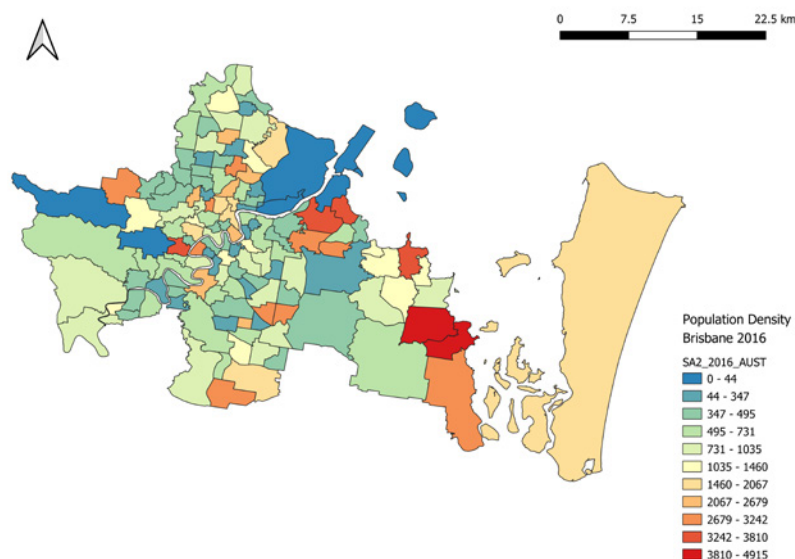 0 7.5 15 22.5 km
Population Density
Brisbane 2016
SA2_2016_AUST
0 - 44
44 - 347
347 - 495
495 - 731
731 - 1035
1035 - 1460
1460 - 2067
2067 - 2679
2679 - 3242
3242 - 3810
3810 - 4915